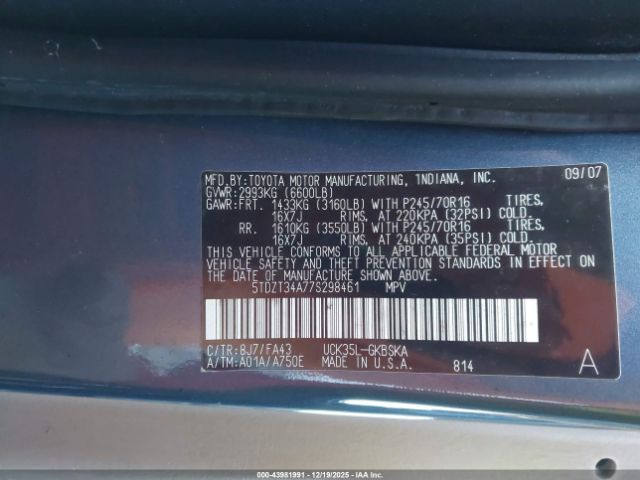 MFD.BY:TOYOTA MOTOR MANUFACTURING, INDIANA, INC. 09/07
GVWR:2993KG (6600LB)
GAWR:FRT. 1433KG (3160LB) WITH P245/70R16 TIRES,
16X7J RIMS, AT 220KPA (32PSI) COLD.
RR. 1610KG (3550LB) WITH P245/70R16 TIRES,
16X7J RIMS, AT 240KPA (35PSI) COLD.
THIS VEHICLE CONFORMS TO ALL APPLICABLE FEDERAL MOTOR
VEHICLE SAFETY AND THEFT PREVENTION STANDARDS IN EFFECT
ON THE DATE OF MANUFACTURE SHOWN ABOVE.
5TDZT34A77S298461 MPV
C/TR:8J7/FA43 UCK35L-GKBSKA
A/TM:A01A/A750E MADE IN U.S.A. 814 A
000-43981991 - 12/19/2025 - IAAI Inc.